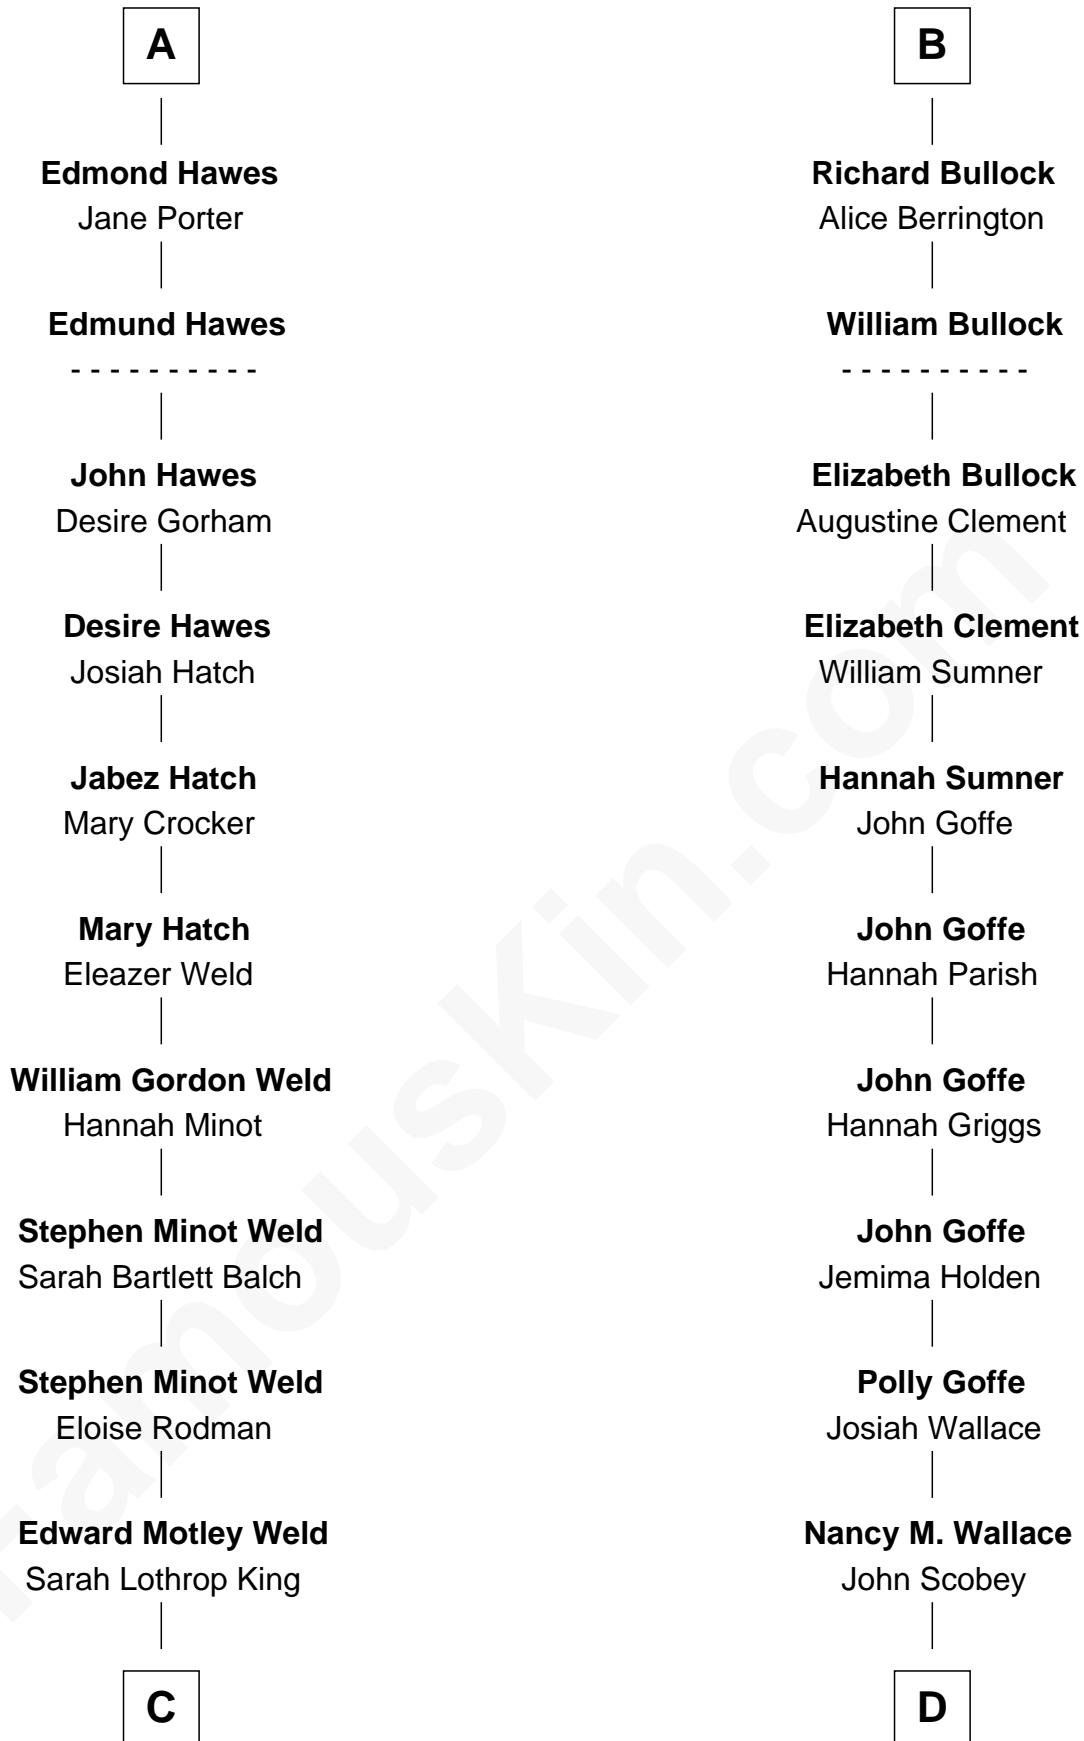 A
Edmond Hawes
Jane Porter
Edmund Hawes
- - - - - - - - - -
John Hawes
Desire Gorham
Desire Hawes
Josiah Hatch
Jabez Hatch
Mary Crocker
Mary Hatch
Eleazer Weld
William Gordon Weld
Hannah Minot
Stephen Minot Weld
Sarah Bartlett Balch
Stephen Minot Weld
Eloise Rodman
Edward Motley Weld
Sarah Lothrop King
C
B
Richard Bullock
Alice Berrington
William Bullock
- - - - - - - - - -
Elizabeth Bullock
Augustine Clement
Elizabeth Clement
William Sumner
Hannah Sumner
John Goffe
John Goffe
Hannah Parish
John Goffe
Hannah Griggs
John Goffe
Jemima Holden
Polly Goffe
Josiah Wallace
Nancy M. Wallace
John Scobey
D
FamousKin.com